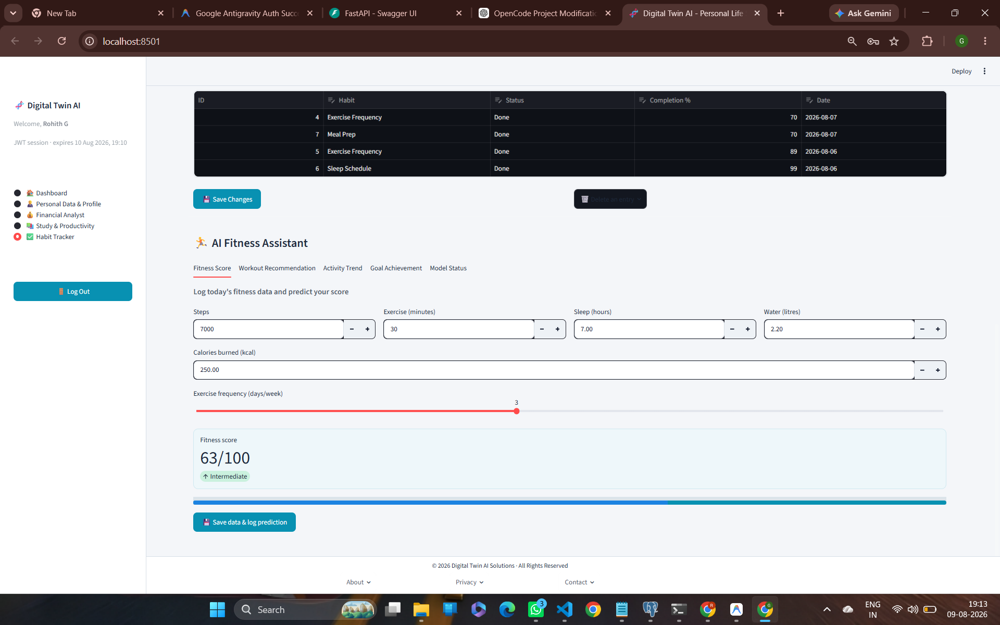 New Tab
Google Antigravity Auth Succ
FastAPI - Swagger UI
OpenCode Project Modificatic
Digital Twin AI - Personal Life
Ask Gemini
localhost:8501
G
Deploy
Digital Twin AI
Welcome, Rohith G
JWT session · expires 10 Aug 2026, 19:10
Dashboard
Personal Data & Profile
Financial Analyst
Study & Productivity
Habit Tracker
Log Out
ID Habit Status Completion % Date
4 Exercise Frequency Done 70 2026-08-07
7 Meal Prep Done 70 2026-08-07
5 Exercise Frequency Done 89 2026-08-06
6 Sleep Schedule Done 99 2026-08-06
Save Changes
Delete an entry
AI Fitness Assistant
Fitness Score Workout Recommendation Activity Trend Goal Achievement Model Status
Log today's fitness data and predict your score
Steps Exercise (minutes) Sleep (hours) Water (litres)
7000 30 7.00 2.20
Calories burned (kcal)
250.00
Exercise frequency (days/week)
3
Fitness score
63/100
↑ Intermediate
Save data & log prediction
© 2026 Digital Twin AI Solutions · All Rights Reserved
About Privacy Contact
Search
3
R
G
ENG
IN
19:13
09-08-2026